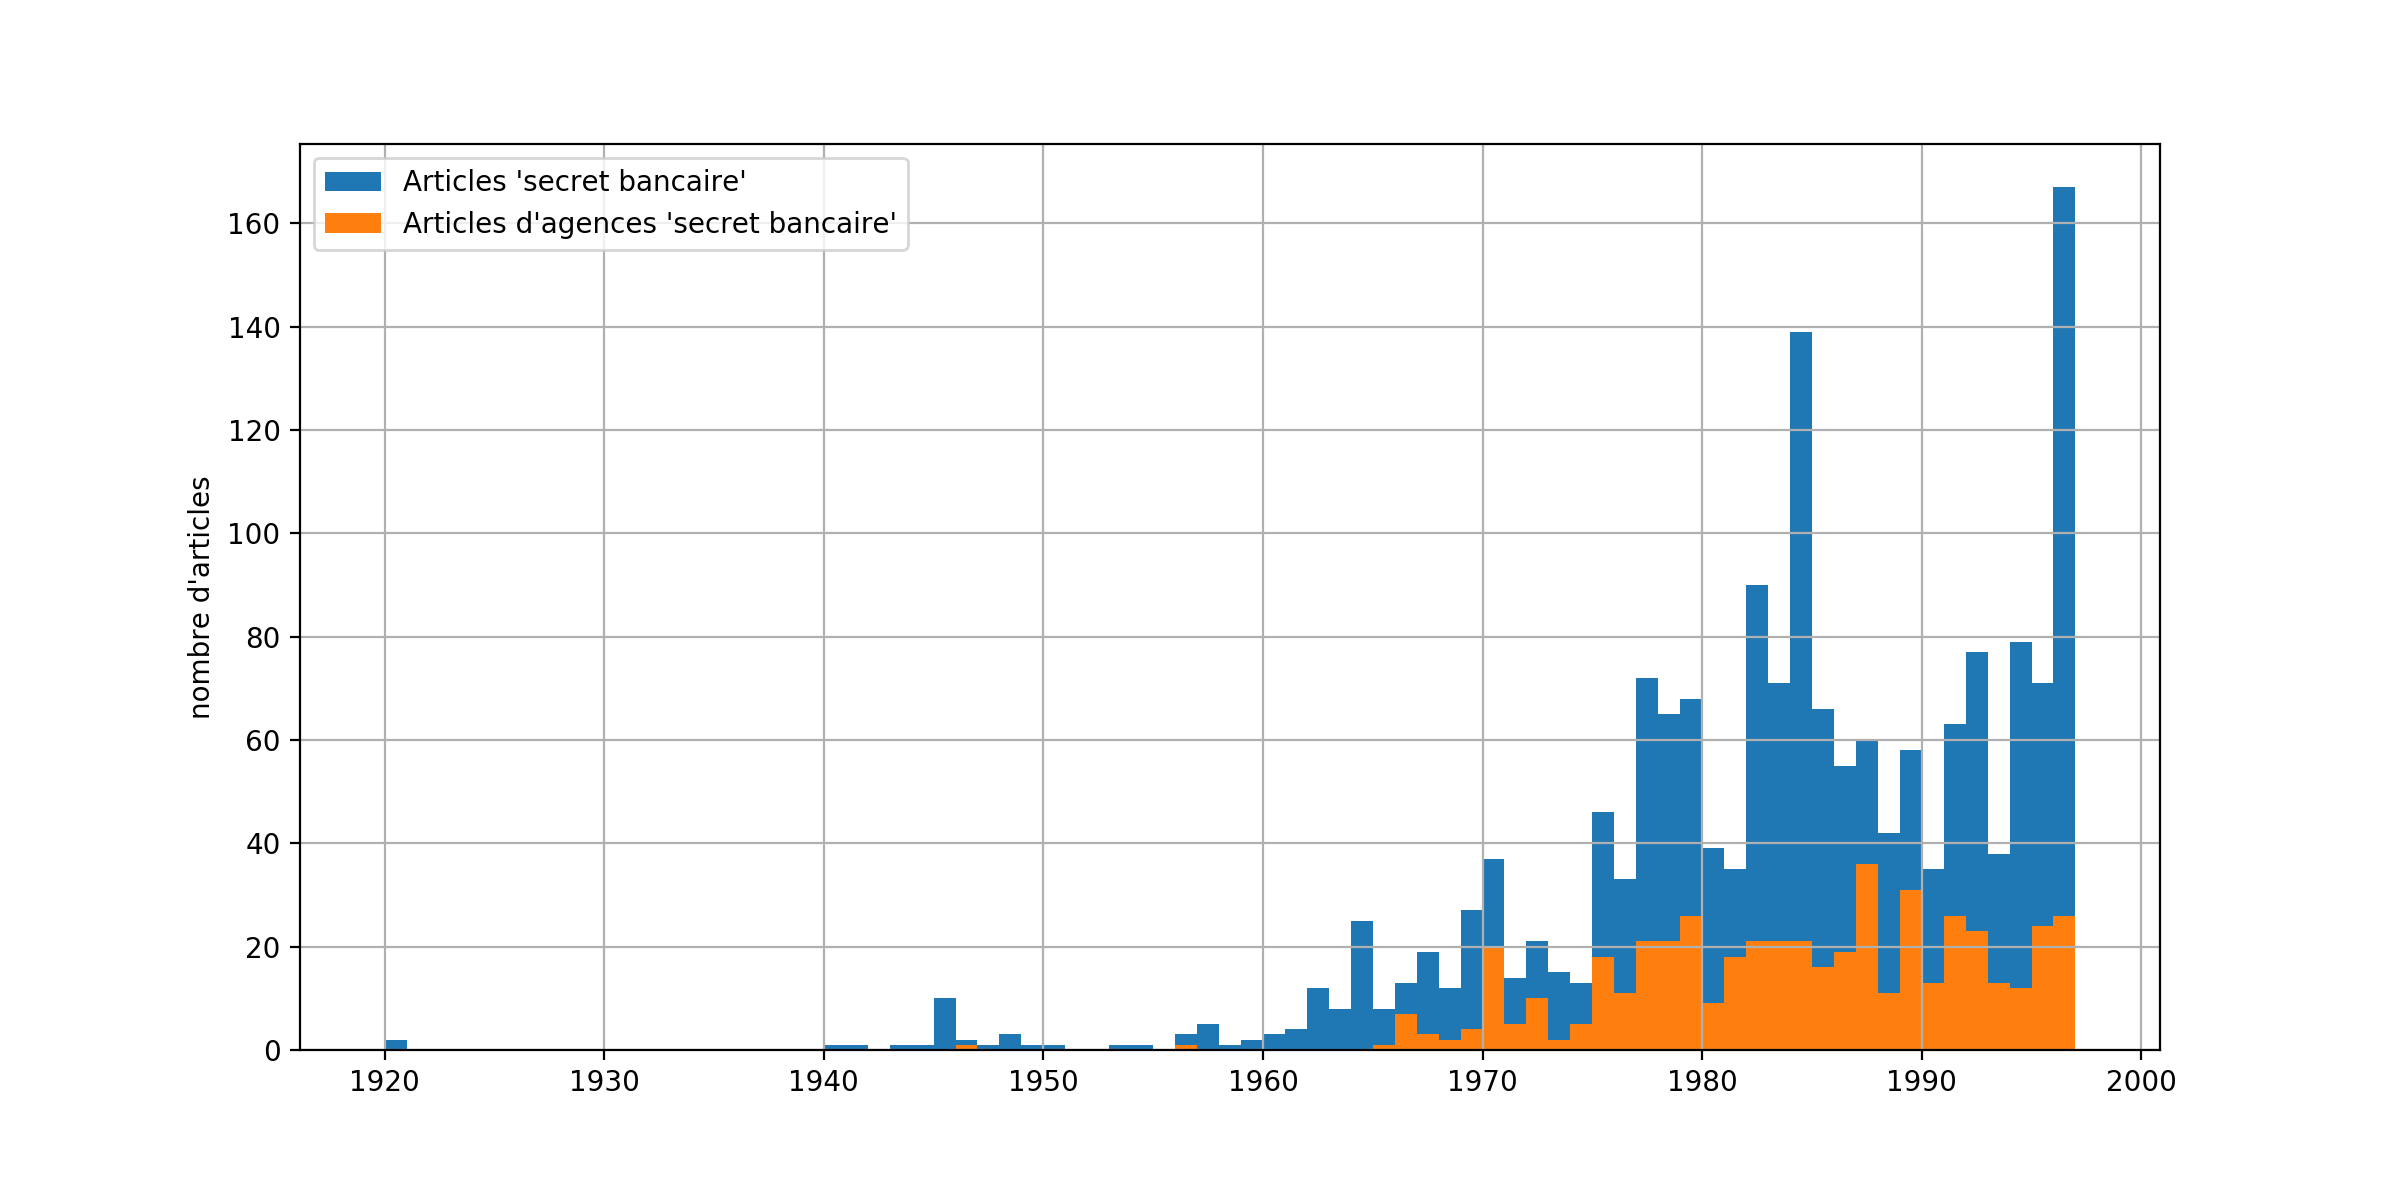 Articles 'secret bancaire'
Articles d'agences 'secret bancaire'
nombre d'articles
160
140
120
100
80
60
40
20
0
1920 1930 1940 1950 1960 1970 1980 1990 2000